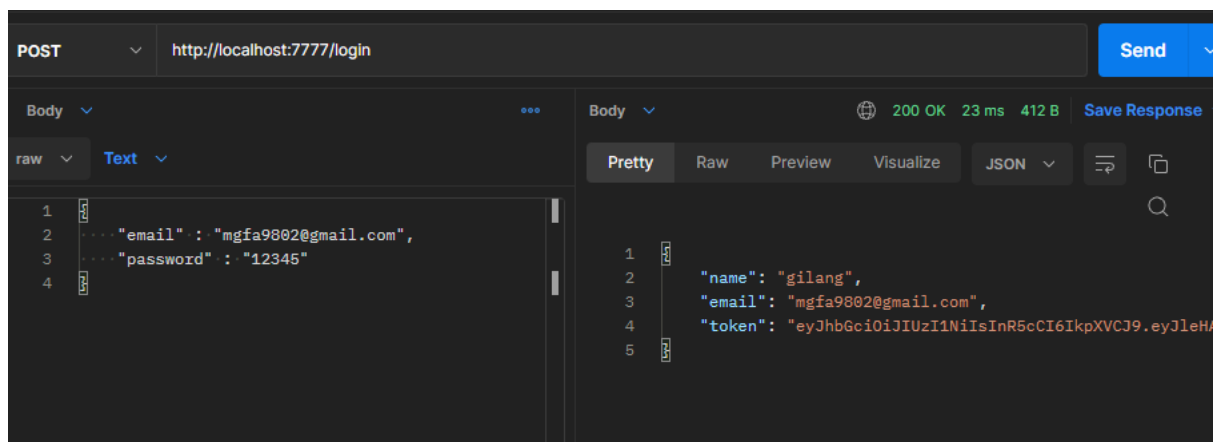 POST http://localhost:7777/login Send
Body
raw Text
1 {
2 "email" : "mgfa9802@gmail.com",
3 "password" : "12345"
4 }
Body 200 OK 23 ms 412 B Save Response
Pretty Raw Preview Visualize JSON
1 {
2 "name": "gilang",
3 "email": "mgfa9802@gmail.com",
4 "token": "eyJhbGciOiJIUzI1NiIsInR5cCI6IkpXVCJ9.eyJleHA
5 }